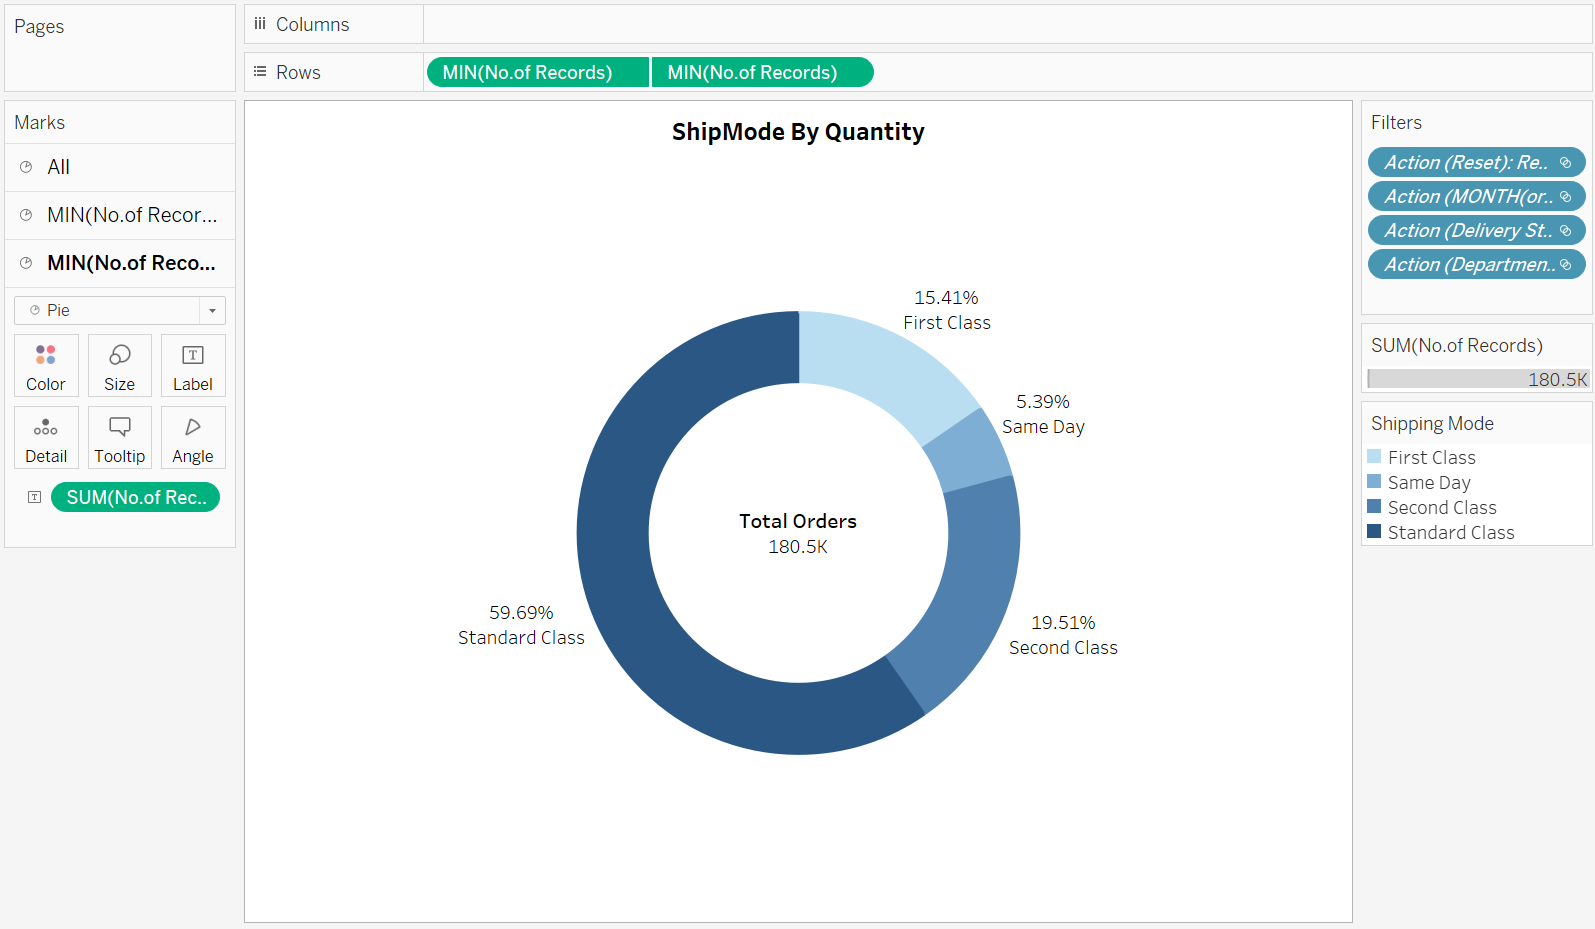 Pages
Columns
Rows
MIN(No.of Records)
MIN(No.of Records)
Marks
All
MIN(No.of Recor...
MIN(No.of Reco...
Pie
Color
Size
T
Label
Detail
Tooltip
Angle
T
SUM(No.of Rec..
ShipMode By Quantity
15.41%
First Class
5.39%
Same Day
Total Orders
180.5K
59.69%
Standard Class
19.51%
Second Class
Filters
Action (Reset): Re..
Action (MONTH(or..
Action (Delivery St..
Action (Departmen..
SUM(No.of Records)
180.5K
Shipping Mode
First Class
Same Day
Second Class
Standard Class